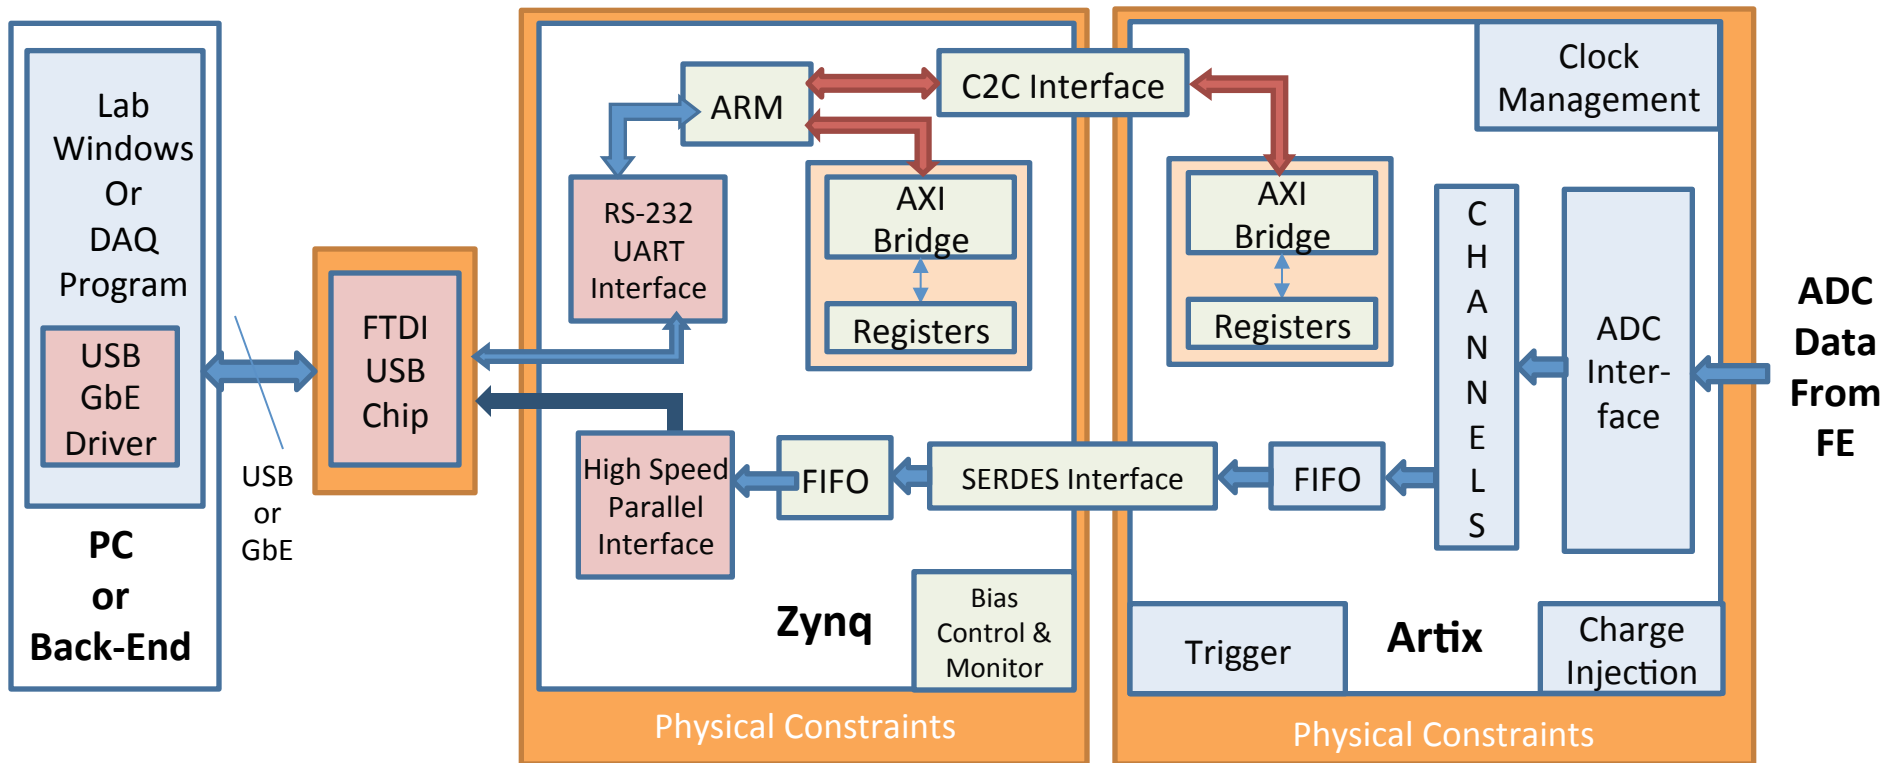 Lab
Windows
Or
DAQ
Program
USB
GbE
Driver
PC
or
Back-End
USB
or
GbE
FTDI
USB
Chip
ARM
RS-232
UART
Interface
AXI
Bridge
Registers
High Speed
Parallel
Interface
FIFO
Zynq
Bias
Control &
Monitor
Physical Constraints
C2C Interface
SERDES Interface
Clock
Management
AXI
Bridge
Registers
FIFO
C
H
A
N
N
E
L
S
ADC
Inter-
face
Trigger
Artix
Charge
Injection
Physical Constraints
ADC
Data
From
FE